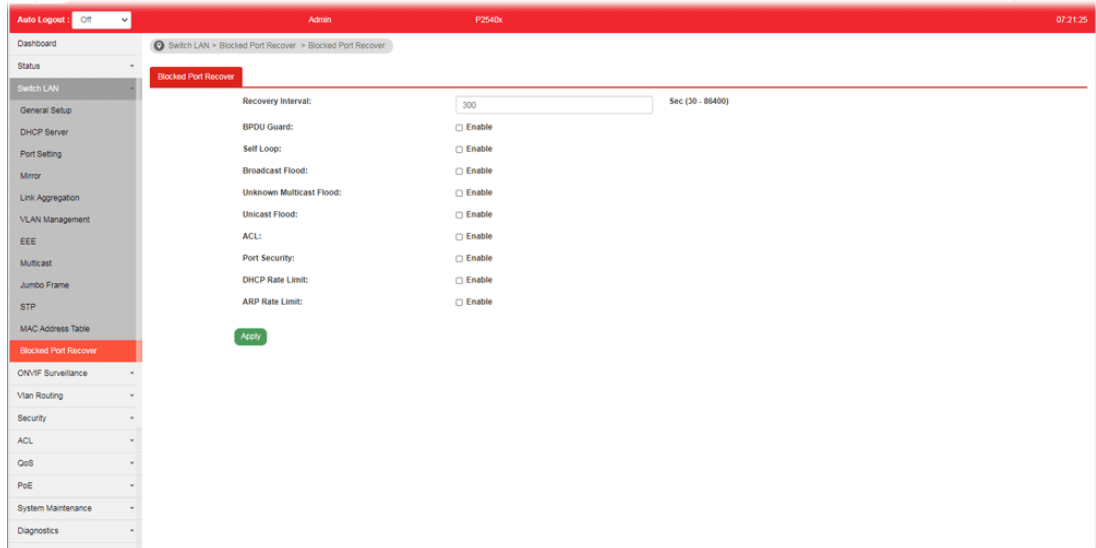 Auto Logout : Off
Admin
P2540x
07:21:25
Dashboard
Status
Switch LAN
General Setup
DHCP Server
Port Setting
Mirror
Link Aggregation
VLAN Management
EEE
Multicast
Jumbo Frame
STP
MAC Address Table
Blocked Port Recover
ONVIF Surveillance
Vlan Routing
Security
ACL
QoS
PoE
System Maintenance
Diagnostics
Switch LAN > Blocked Port Recover > Blocked Port Recover
Blocked Port Recover
Recovery Interval: 300 Sec (30 - 86400)
BPDU Guard: Enable
Self Loop: Enable
Broadcast Flood: Enable
Unknown Multicast Flood: Enable
Unicast Flood: Enable
ACL: Enable
Port Security: Enable
DHCP Rate Limit: Enable
ARP Rate Limit: Enable
Apply